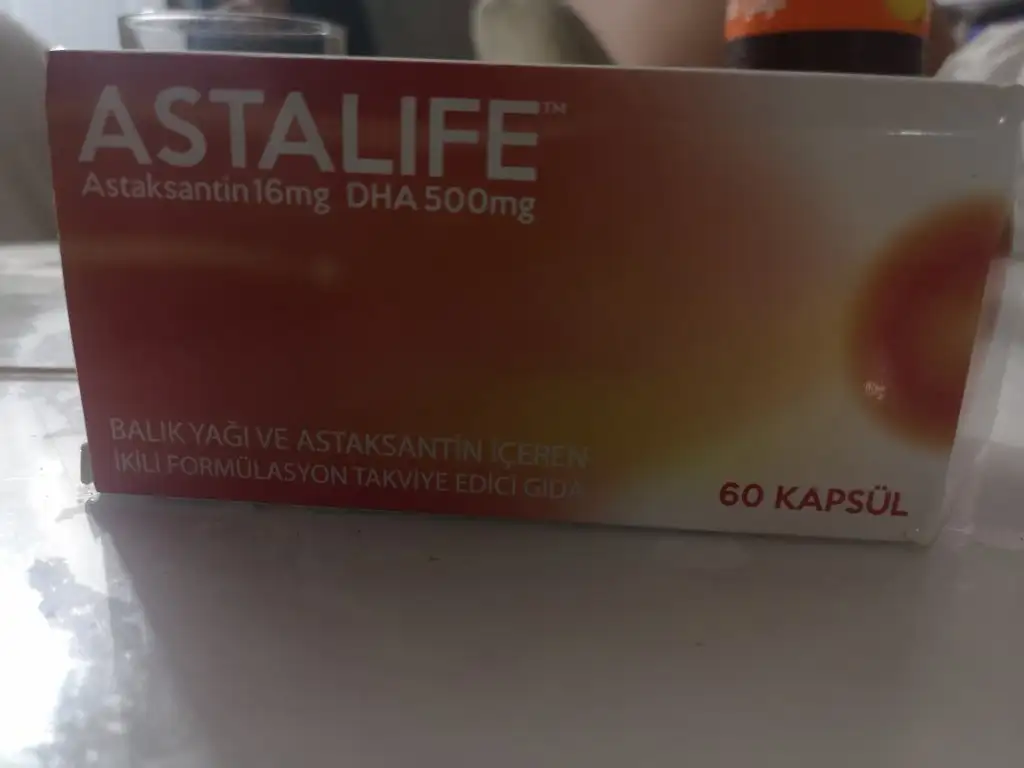 ASTALIFE™
Astaksantin 16mg DHA 500mg
BALIK YAĞI VE ASTAKSANTİN İÇEREN
İKİLİ FORMÜLASYON TAKVİYE EDİCİ GIDA
60 KAPSÜL